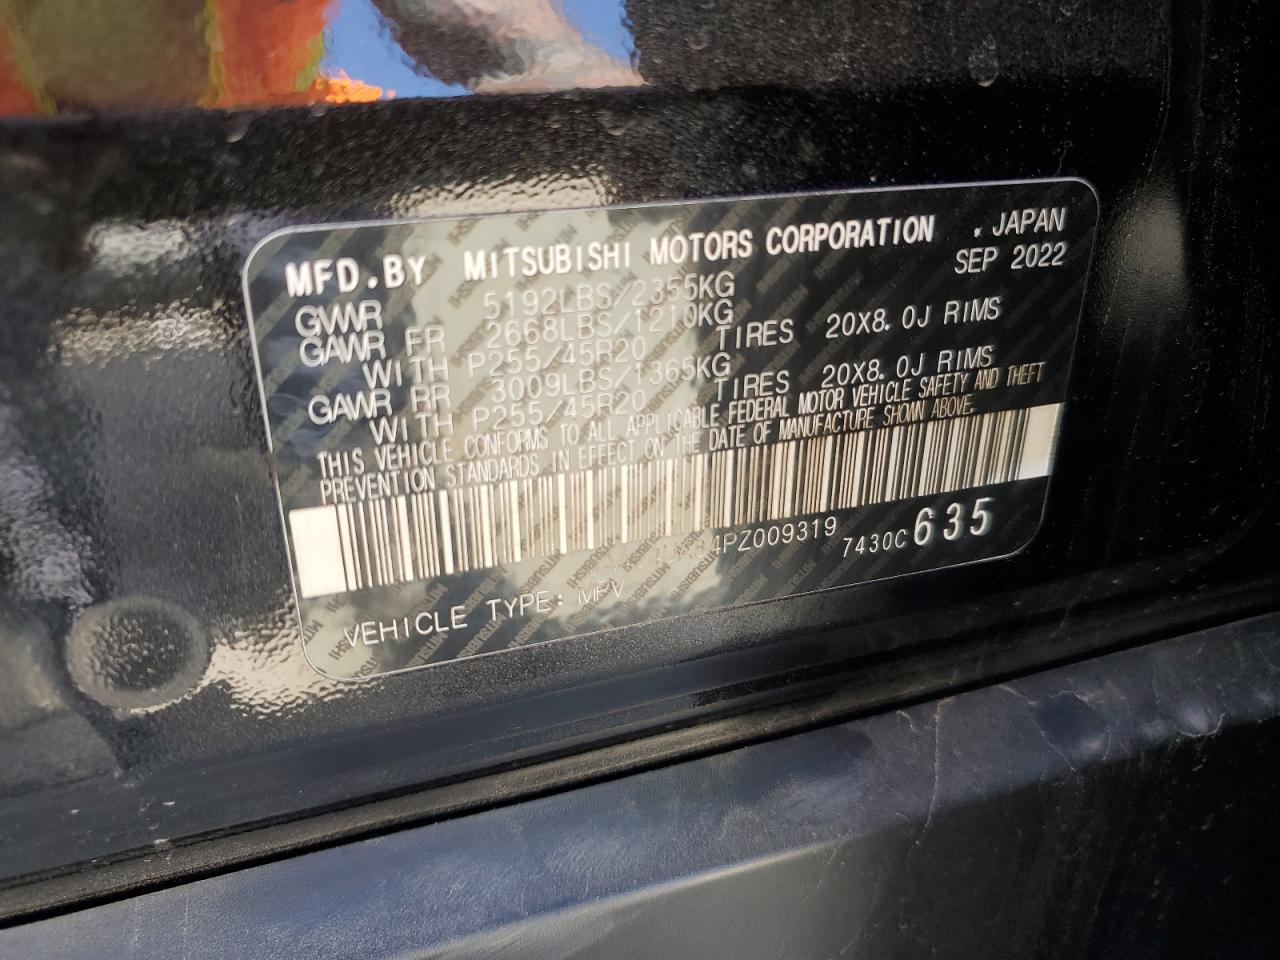 MFD.BY MITSUBISHI MOTORS CORPORATION , JAPAN
SEP 2022
GVWR 5192LBS/2355KG
GAWR FR 2668LBS/1210KG
WITH P255/45R20 TIRES 20X8.0J RIMS
GAWR RR 3009LBS/1365KG
WITH P255/45R20 TIRES 20X8.0J RIMS
THIS VEHICLE CONFORMS TO ALL APPLICABLE FEDERAL MOTOR VEHICLE SAFETY AND THEFT
PREVENTION STANDARDS IN EFFECT ON THE DATE OF MANUFACTURE SHOWN ABOVE.
4PZ009319 7430C 635
VEHICLE TYPE: MPV